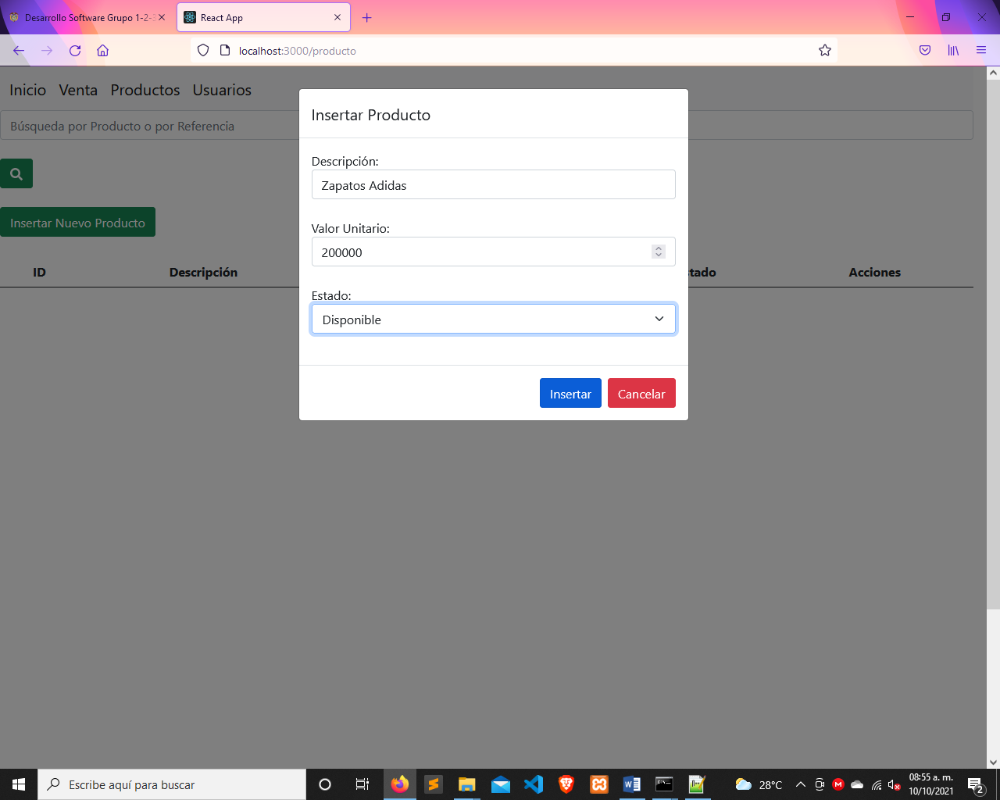 Desarrollo Software Grupo 1-2-3
React App
localhost:3000/producto
Inicio Venta Productos Usuarios
Búsqueda por Producto o por Referencia
Insertar Nuevo Producto
ID Descripción tado Acciones
Insertar Producto
Descripción:
Zapatos Adidas
Valor Unitario:
200000
Estado:
Disponible
Insertar Cancelar
Escribe aquí para buscar
28°C
08:55 a. m.
10/10/2021
2